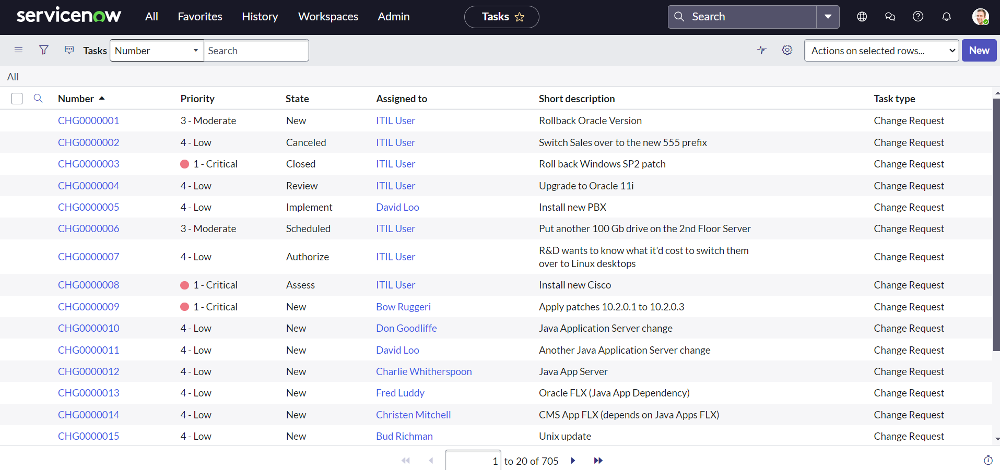 servicenow All Favorites History Workspaces Admin Tasks Search
Tasks Number Search Actions on selected rows... New
All
Number Priority State Assigned to Short description Task type
CHG0000001 3 - Moderate New ITIL User Rollback Oracle Version Change Request
CHG0000002 4 - Low Canceled ITIL User Switch Sales over to the new 555 prefix Change Request
CHG0000003 1 - Critical Closed ITIL User Roll back Windows SP2 patch Change Request
CHG0000004 4 - Low Review ITIL User Upgrade to Oracle 11i Change Request
CHG0000005 4 - Low Implement David Loo Install new PBX Change Request
CHG0000006 3 - Moderate Scheduled ITIL User Put another 100 Gb drive on the 2nd Floor Server Change Request
CHG0000007 4 - Low Authorize ITIL User R&D wants to know what it'd cost to switch them Change Request
over to Linux desktops
CHG0000008 1 - Critical Assess ITIL User Install new Cisco Change Request
CHG0000009 1 - Critical New Bow Ruggeri Apply patches 10.2.0.1 to 10.2.0.3 Change Request
CHG0000010 4 - Low New Don Goodliffe Java Application Server change Change Request
CHG0000011 4 - Low New David Loo Another Java Application Server change Change Request
CHG0000012 4 - Low New Charlie Whitherspoon Java App Server Change Request
CHG0000013 4 - Low New Fred Luddy Oracle FLX (Java App Dependency) Change Request
CHG0000014 4 - Low New Christen Mitchell CMS App FLX (depends on Java Apps FLX) Change Request
CHG0000015 4 - Low New Bud Richman Unix update Change Request
1 to 20 of 705